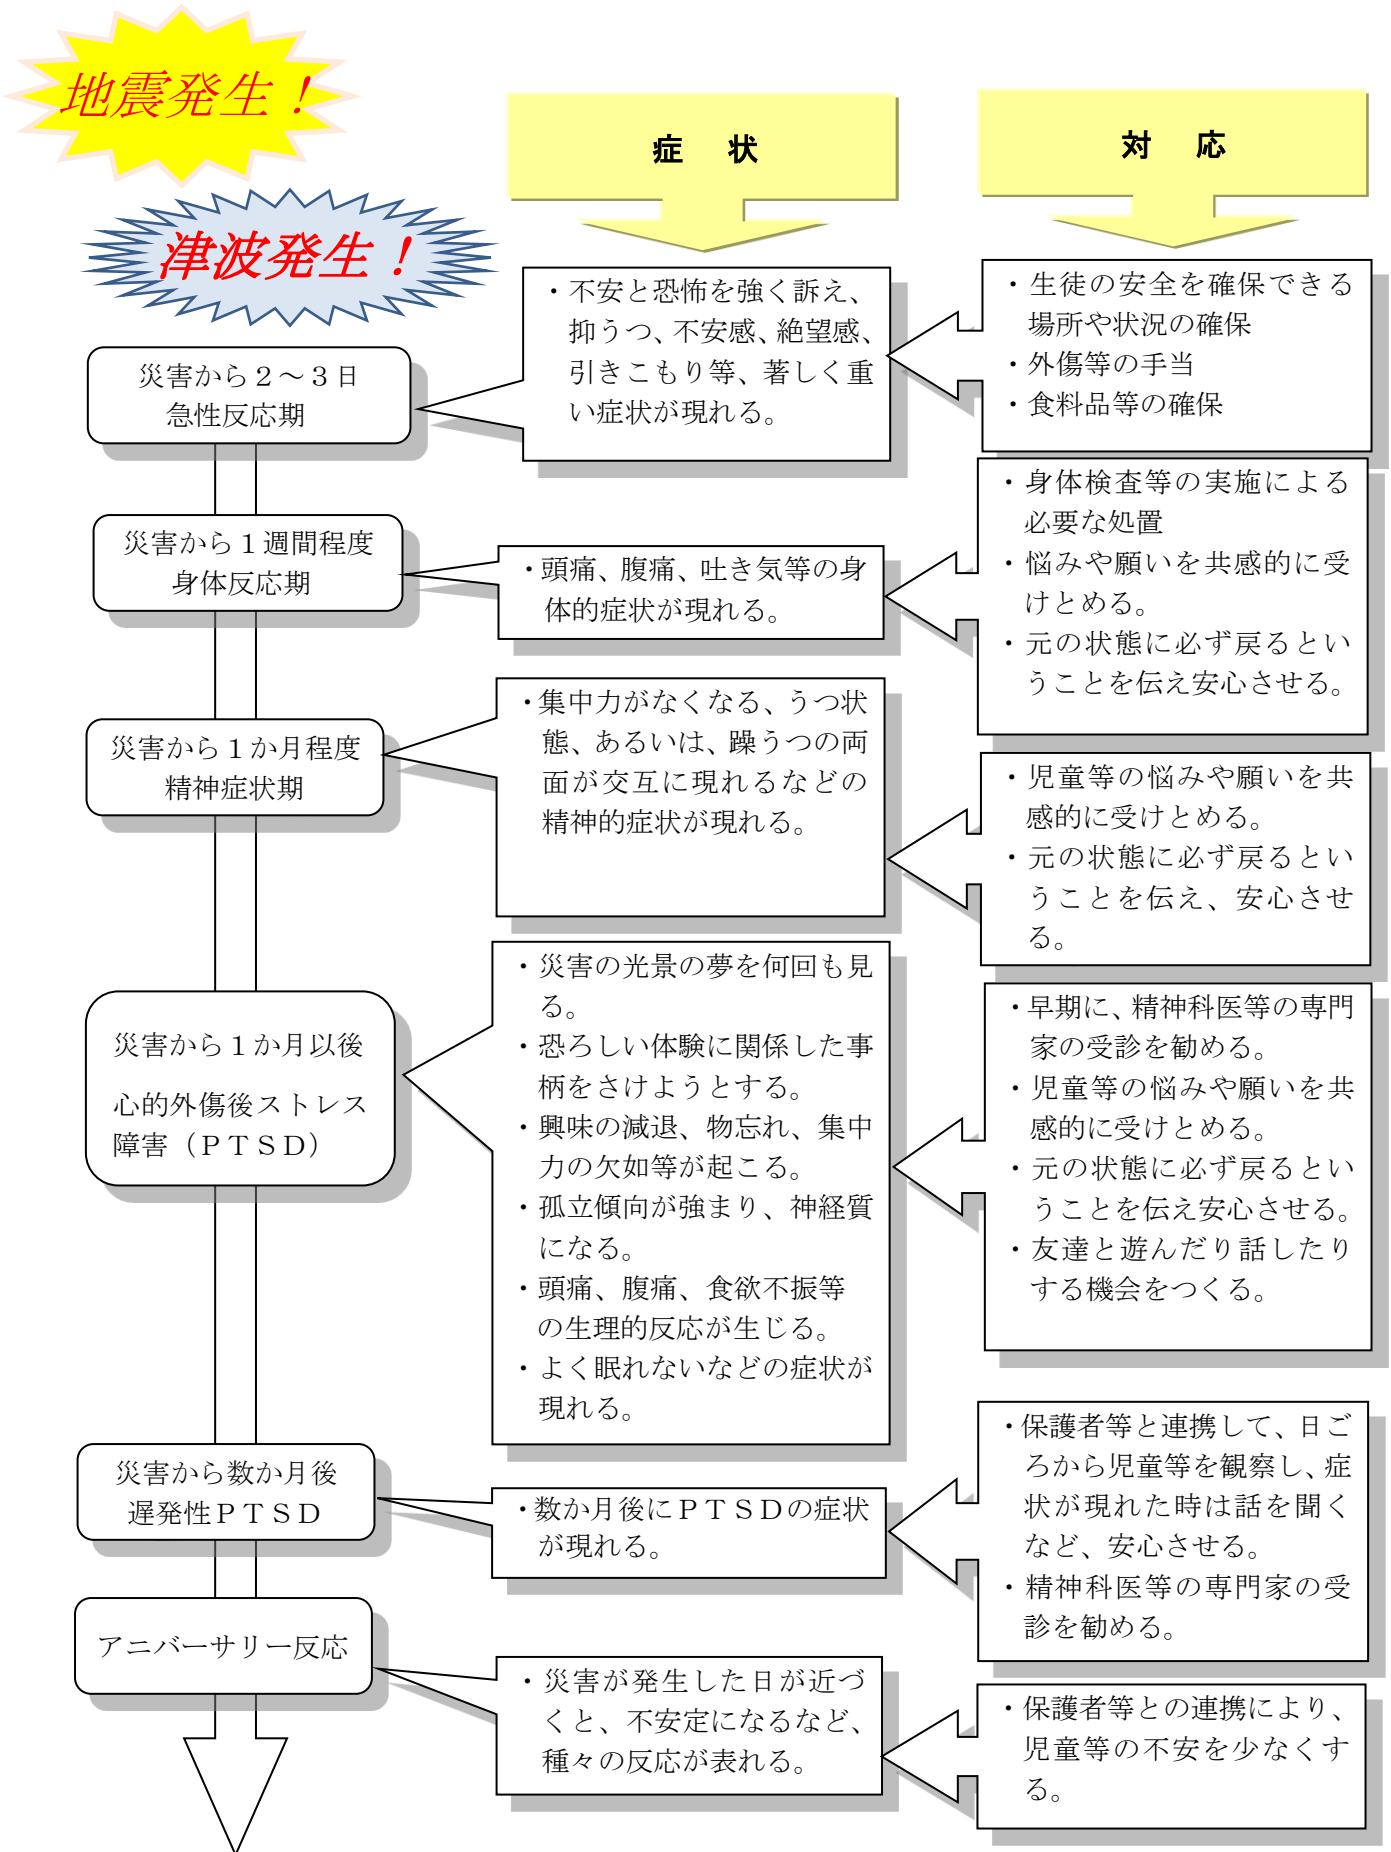 地震発生！
津波発生！
症　状
対　応
災害から２～３日
急性反応期
・不安と恐怖を強く訴え、
抑うつ、不安感、絶望感、
引きこもり等、著しく重
い症状が現れる。
・生徒の安全を確保できる
場所や状況の確保
・外傷等の手当
・食料品等の確保
災害から１週間程度
身体反応期
・頭痛、腹痛、吐き気等の身
体的症状が現れる。
・身体検査等の実施による
必要な処置
・悩みや願いを共感的に受
けとめる。
・元の状態に必ず戻るとい
うことを伝え安心させる。
災害から１か月程度
精神症状期
・集中力がなくなる、うつ状
態、あるいは、躁うつの両
面が交互に現れるなどの
精神的症状が現れる。
・児童等の悩みや願いを共
感的に受けとめる。
・元の状態に必ず戻るとい
うことを伝え、安心させ
る。
災害から１か月以後
心的外傷後ストレス
障害（ＰＴＳＤ）
・災害の光景の夢を何回も見
る。
・恐ろしい体験に関係した事
柄をさけようとする。
・興味の減退、物忘れ、集中
力の欠如等が起こる。
・孤立傾向が強まり、神経質
になる。
・頭痛、腹痛、食欲不振等
の生理的反応が生じる。
・よく眠れないなどの症状が
現れる。
・早期に、精神科医等の専門
家の受診を勧める。
・児童等の悩みや願いを共
感的に受けとめる。
・元の状態に必ず戻るとい
うことを伝え安心させる。
・友達と遊んだり話したり
する機会をつくる。
災害から数か月後
遅発性ＰＴＳＤ
・数か月後にＰＴＳＤの症状
が現れる。
・保護者等と連携して、日ご
ろから児童等を観察し、症
状が現れた時は話を聞く
など、安心させる。
・精神科医等の専門家の受
診を勧める。
アニバーサリー反応
・災害が発生した日が近づ
くと、不安定になるなど、
種々の反応が表れる。
・保護者等との連携により、
児童等の不安を少なくす
る。